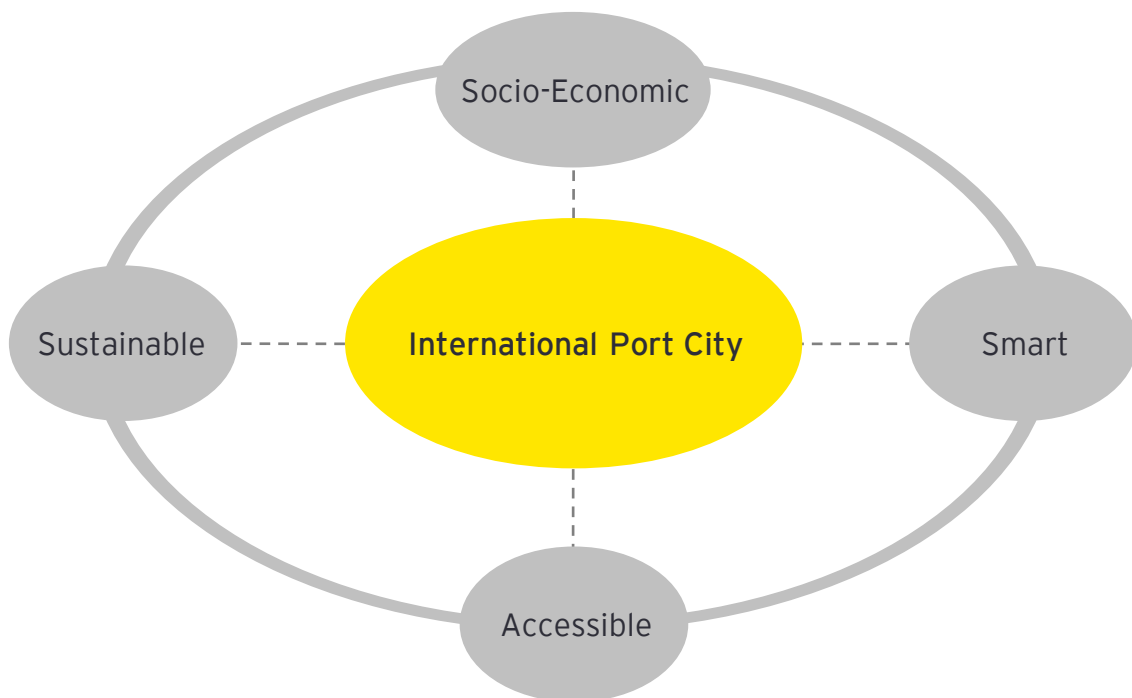 Socio-Economic
Sustainable
International Port City
Smart
Accessible